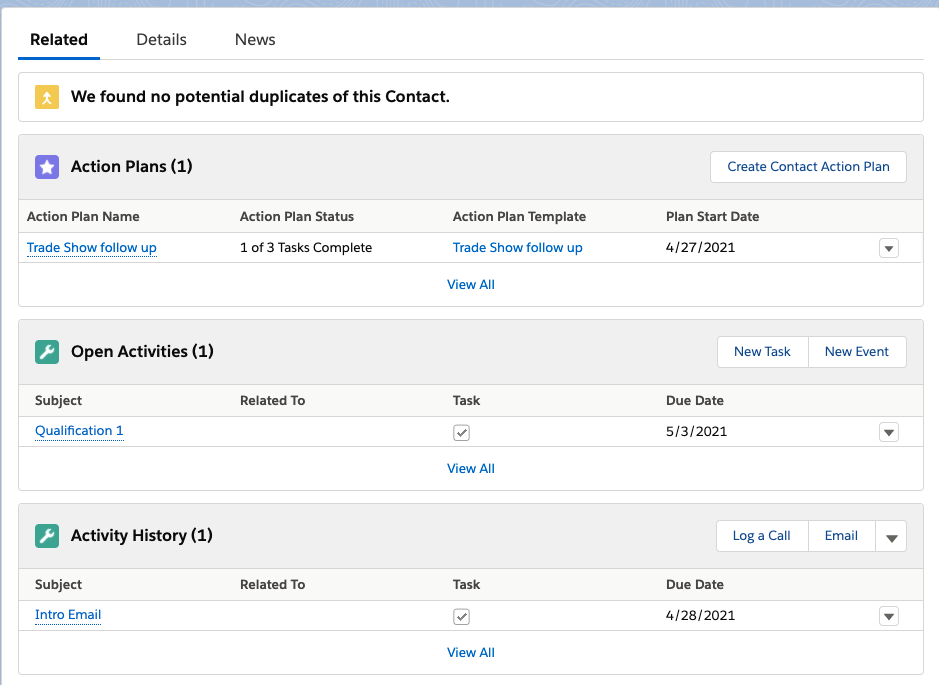 Related Details News
We found no potential duplicates of this Contact.
Action Plans (1) Create Contact Action Plan
Action Plan Name Action Plan Status Action Plan Template Plan Start Date
Trade Show follow up 1 of 3 Tasks Complete Trade Show follow up 4/27/2021
View All
Open Activities (1) New Task New Event
Subject Related To Task Due Date
Qualification 1 5/3/2021
View All
Activity History (1) Log a Call Email
Subject Related To Task Due Date
Intro Email 4/28/2021
View All